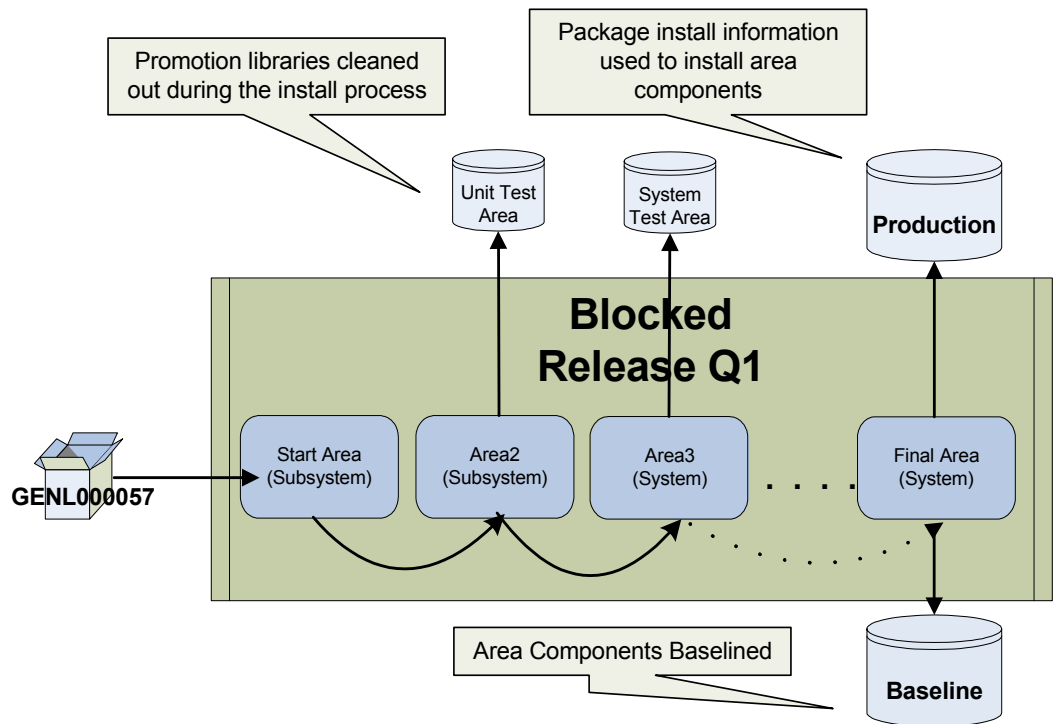 Promotion libraries cleaned
out during the install process
Package install information
used to install area
components
Unit Test
Area
System
Test Area
Production
Blocked
Release Q1
GENL000057
Start Area
(Subsystem)
Area2
(Subsystem)
Area3
(System)
Final Area
(System)
Area Components Baselined
Baseline